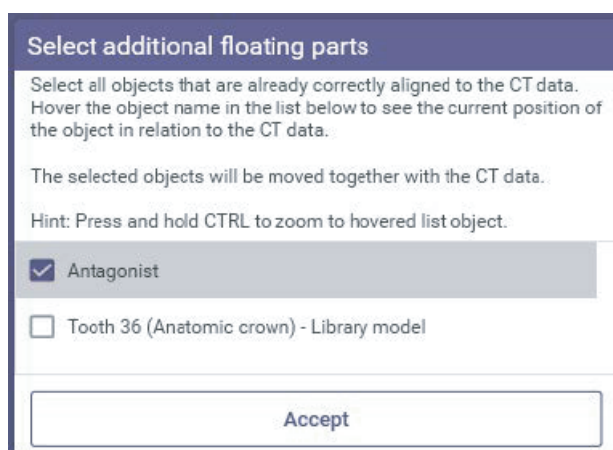 Select additional floating parts
Select all objects that are already correctly aligned to the CT data.
Hover the object name in the list below to see the current position of
the object in relation to the CT data.
The selected objects will be moved together with the CT data.
Hint: Press and hold CTRL to zoom to hovered list object.
Antagonist
Tooth 36 (Anatomic crown) - Library model
Accept